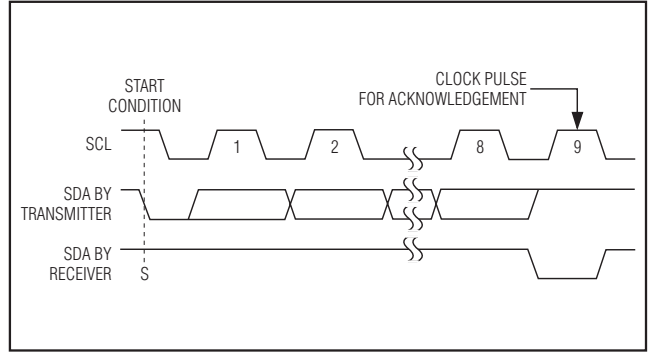 START
CONDITION
CLOCK PULSE
FOR ACKNOWLEDGEMENT
SCL
1
2
8
9
SDA BY
TRANSMITTER
SDA BY
RECEIVER
S